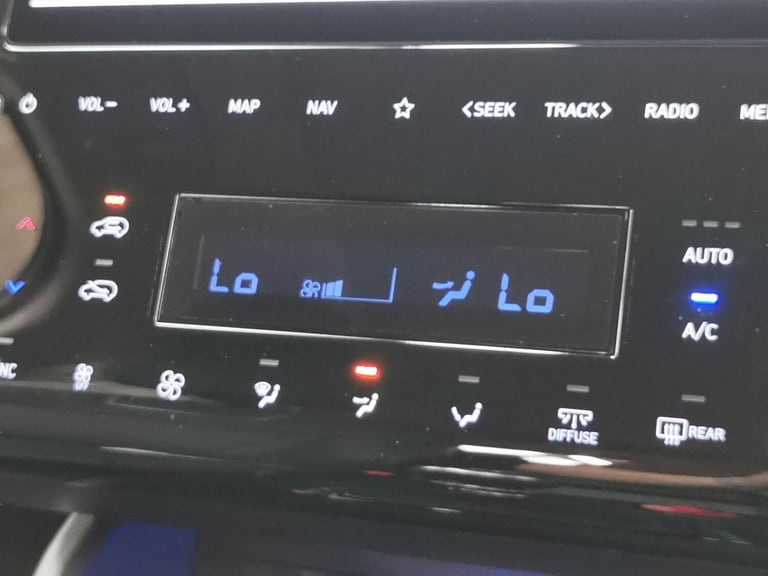 VOL- VOL+ MAP NAV <SEEK TRACK> RADIO
AUTO
Lo Lo
A/C
DIFFUSE REAR